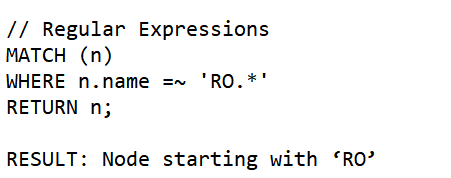 // Regular Expressions
MATCH (n)
WHERE n.name =~ 'RO.*'
RETURN n;
RESULT: Node starting with ‘RO’